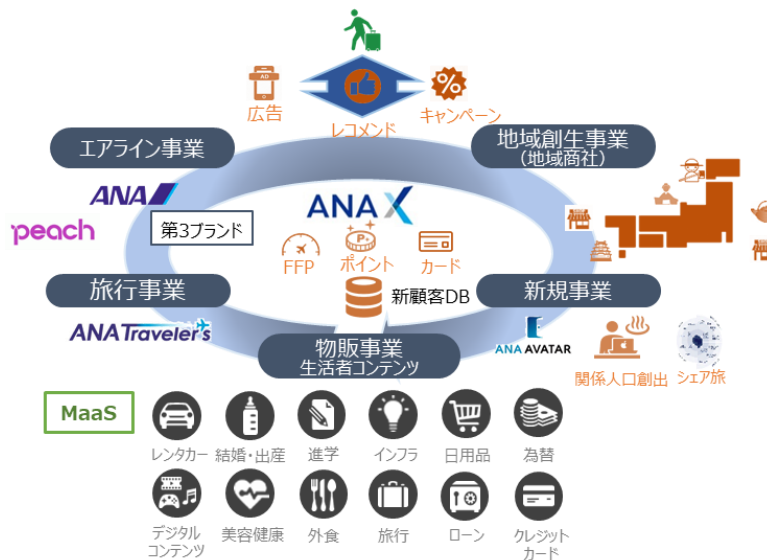 AD
広告
レコメンド
キャンペーン
エアライン事業
地域創生事業
(地域商社)
ANA
peach
第3ブランド
ANA X
FFP
P
ポイント
カード
新顧客DB
旅行事業
新規事業
ANA Traveler's
物販事業
生活者コンテンツ
ANA AVATAR
関係人口創出
シェア旅
MaaS
レンタカー
結婚・出産
進学
インフラ
日用品
為替
デジタル
コンテンツ
美容健康
外食
旅行
ローン
クレジット
カード